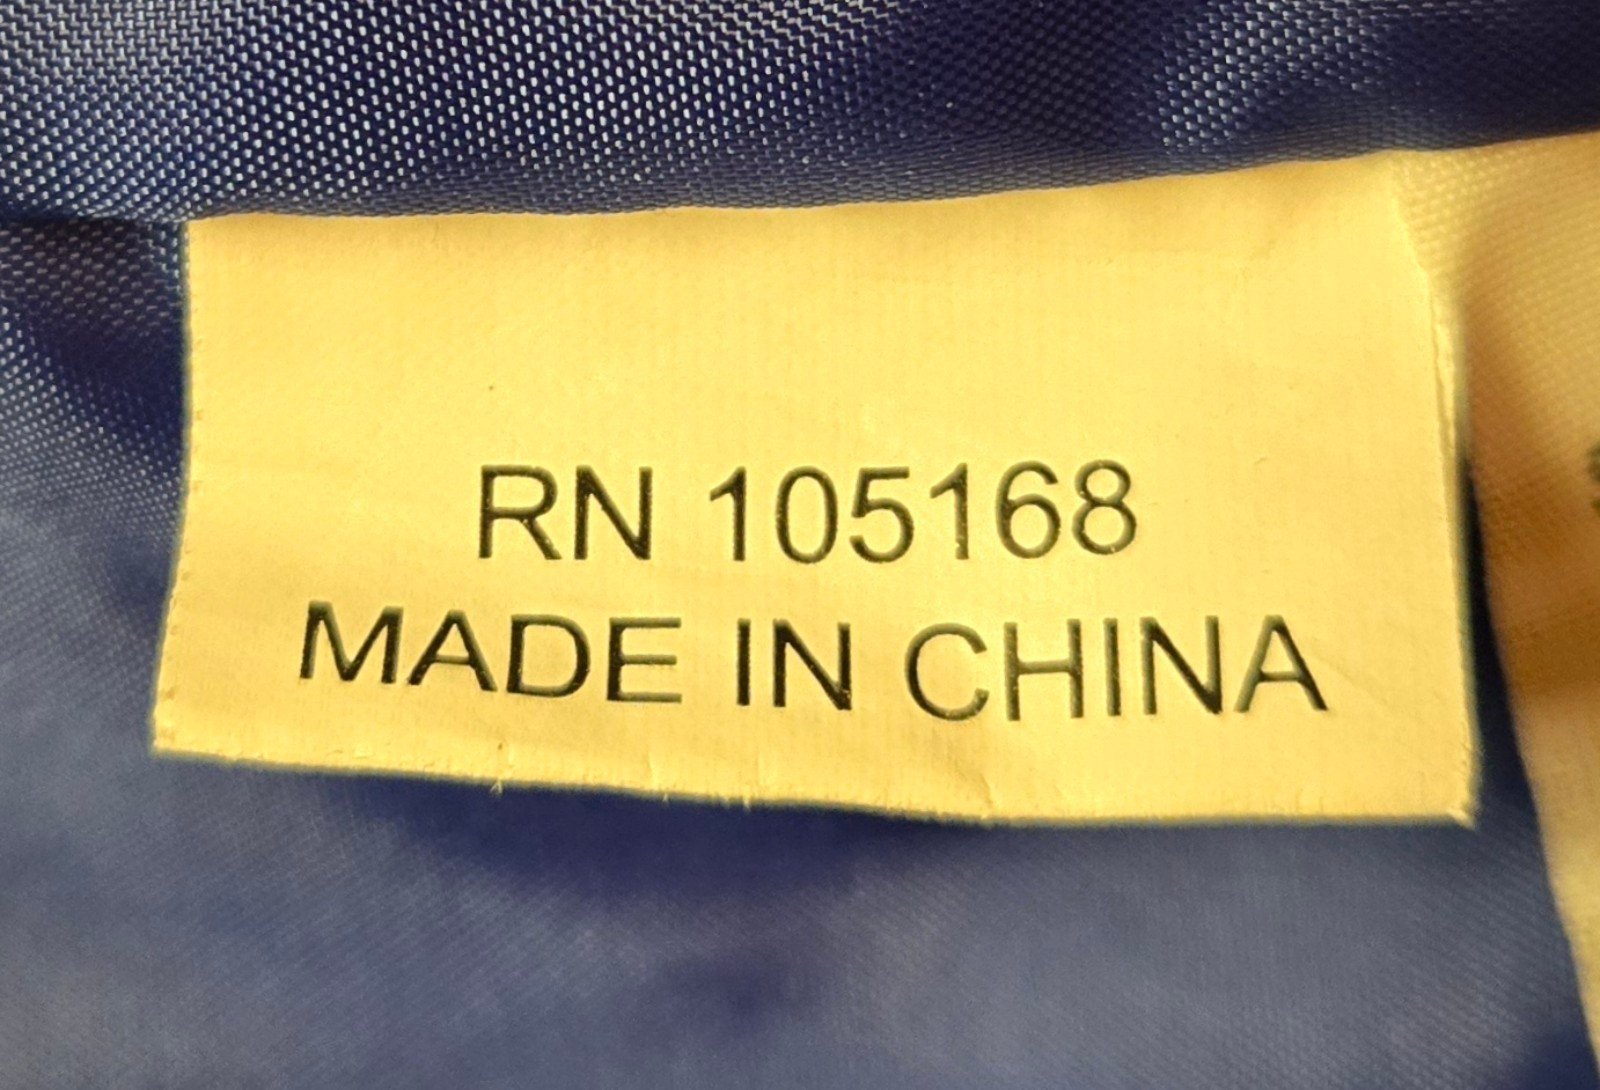 RN 105168
MADE IN CHINA